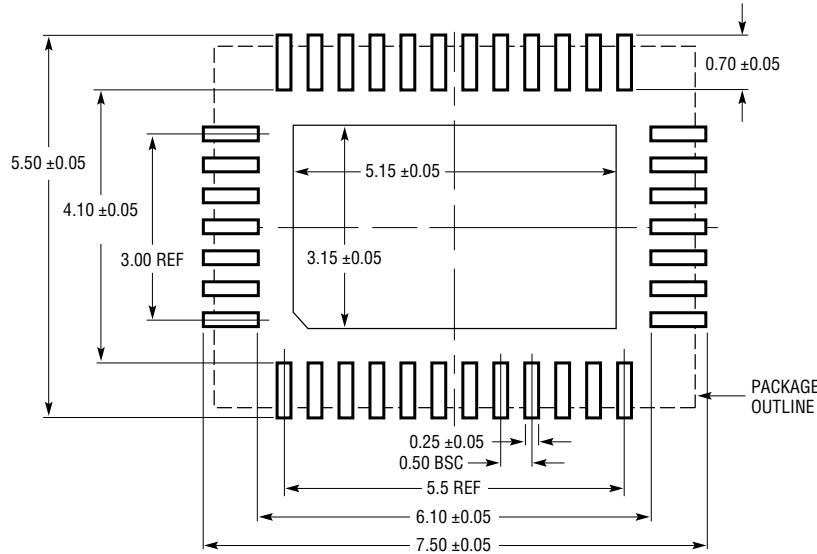 0.70 ±0.05
5.50 ±0.05
5.15 ±0.05
4.10 ±0.05
3.00 REF
3.15 ±0.05
PACKAGE
OUTLINE
0.25 ±0.05
0.50 BSC
5.5 REF
6.10 ±0.05
7.50 ±0.05